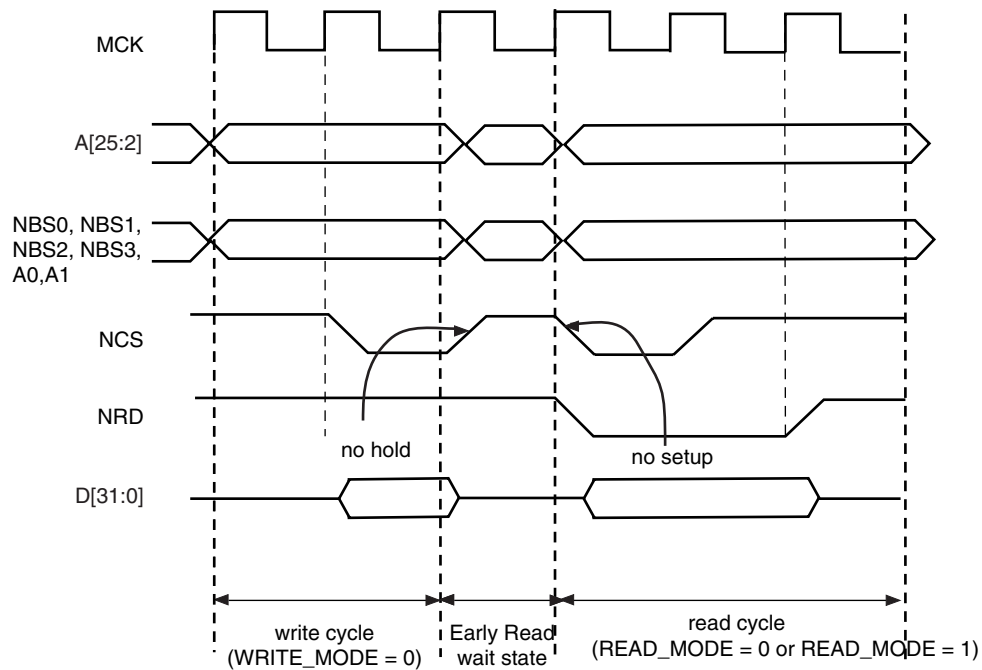 MCK
A[25:2]
NBS0, NBS1,
NBS2, NBS3,
A0,A1
NCS
NRD
no hold
no setup
D[31:0]
write cycle
(WRITE_MODE = 0)
Early Read
wait state
read cycle
(READ_MODE = 0 or READ_MODE = 1)